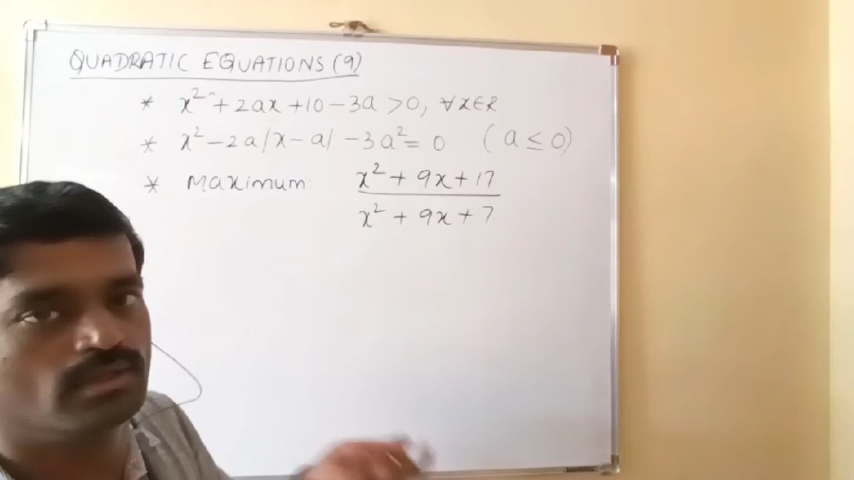 QUADRATIC EQUATIONS (9)
* x² + 2ax + 10 - 3a > 0, ∀ x ∈ R
* x² - 2a|x - a| - 3a² = 0 (a ≤ 0)
* Maximum x² + 9x + 17
x² + 9x + 7